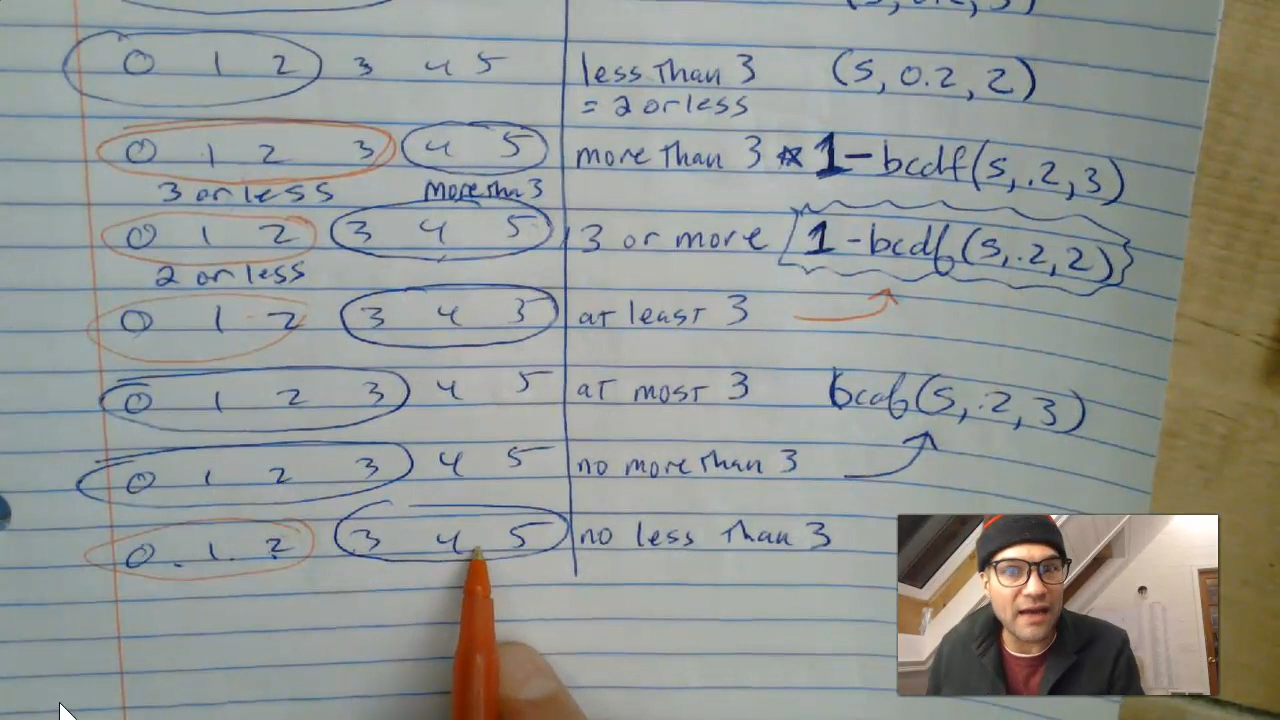 0 1 2 3 4 5 less than 3 (5, 0.2, 2)
= 2 or less
0 1 2 3 4 5 more than 3 * 1-bcdf(5, .2, 3)
3 or less more than 3
0 1 2 3 4 5 3 or more 1-bcdf(5, .2, 2)
2 or less
0 1 2 3 4 5 at least 3
0 1 2 3 4 5 at most 3 bcdf(5, .2, 3)
0 1 2 3 4 5 no more than 3
0 1 2 3 4 5 no less than 3